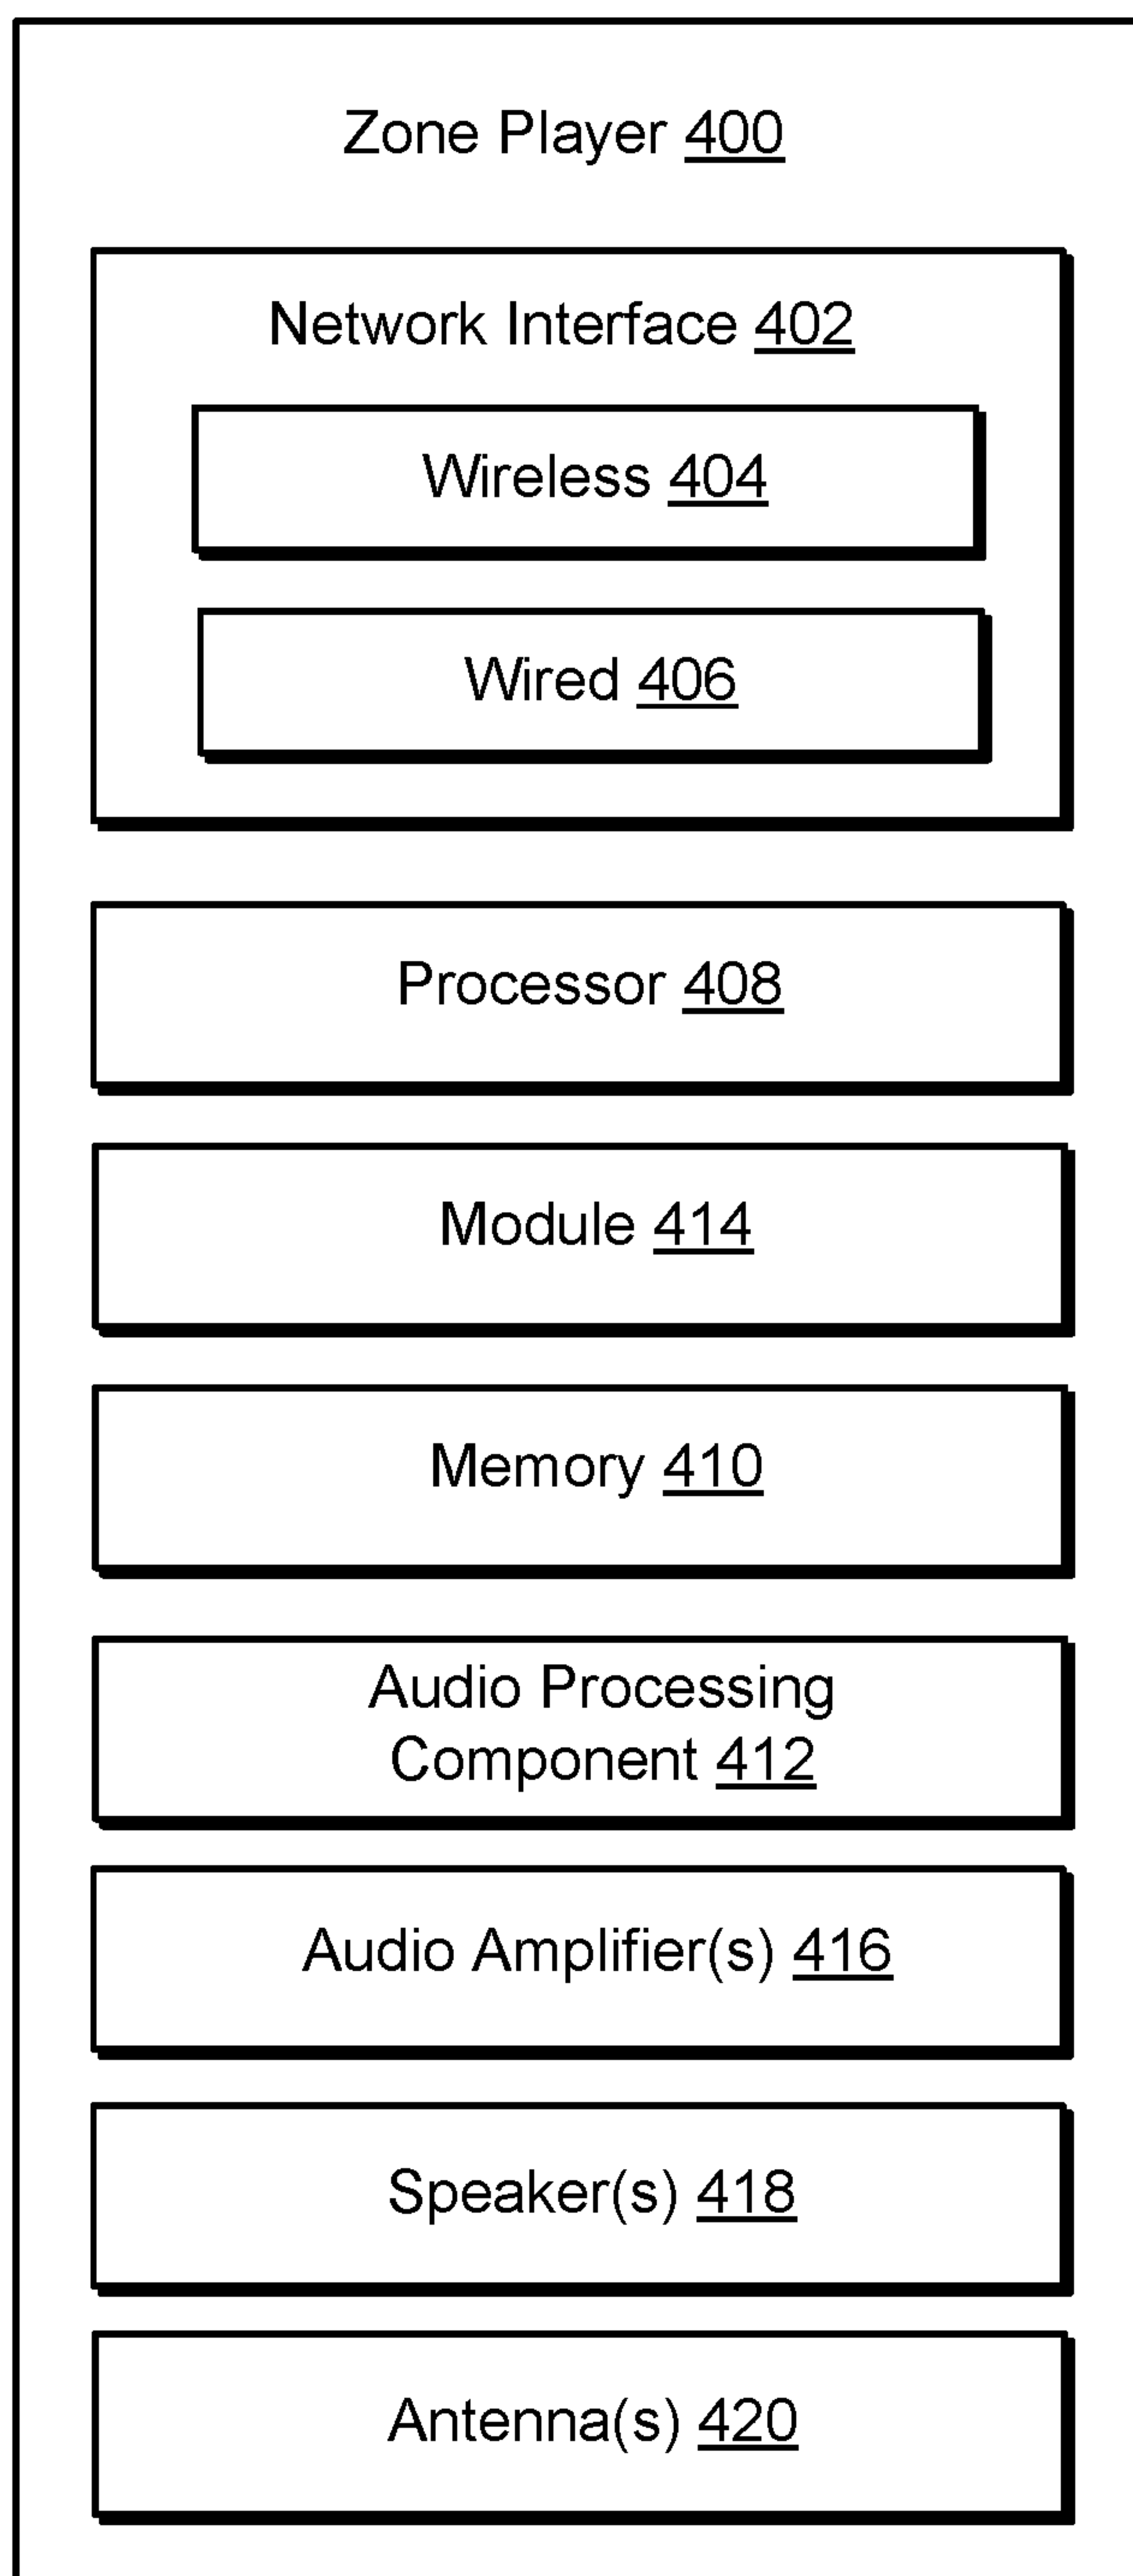 Zone Player 400
Network Interface 402
Wireless 404
Wired 406
Processor 408
Module 414
Memory 410
Audio Processing
Component 412
Audio Amplifier(s) 416
Speaker(s) 418
Antenna(s) 420